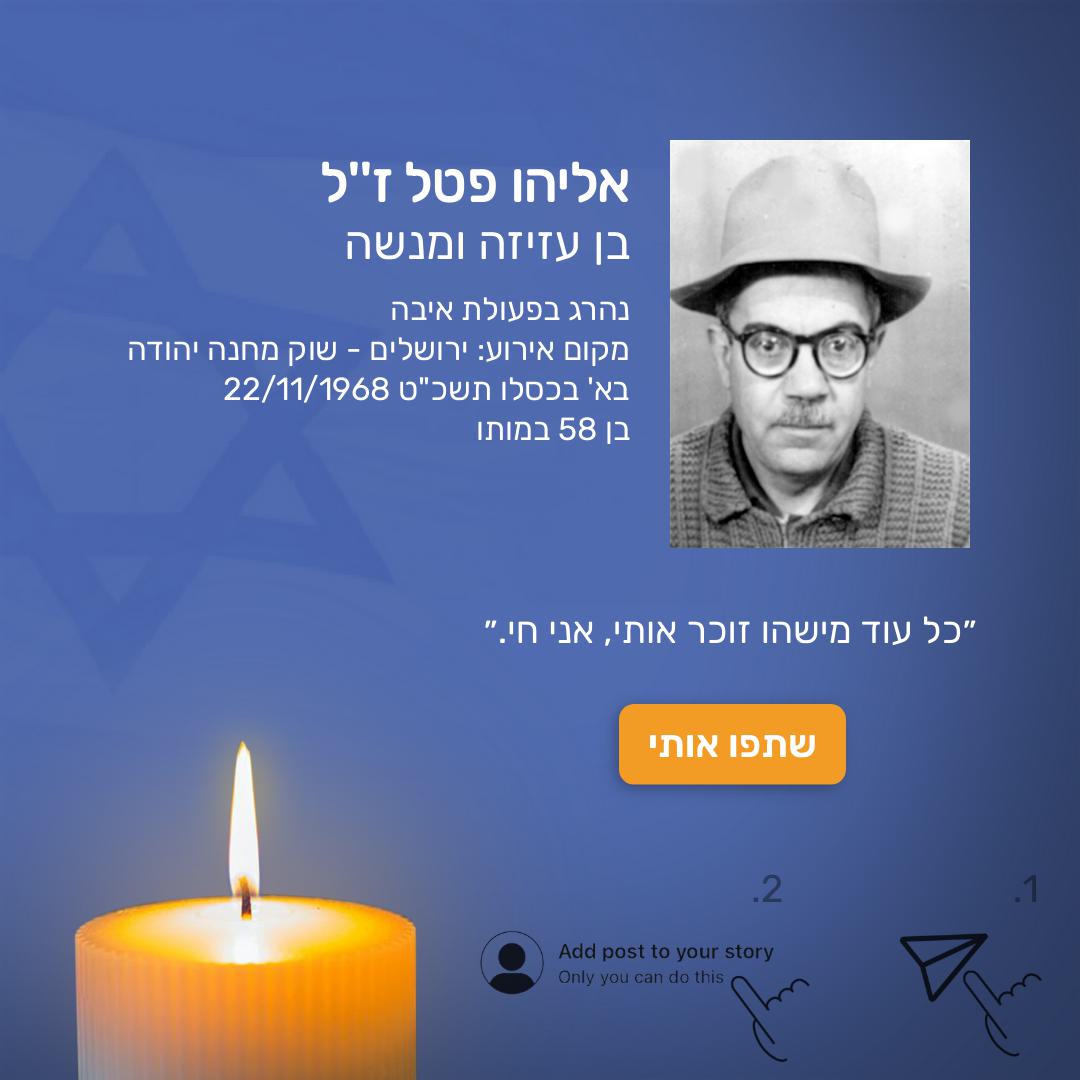 אליהו פטל ז"ל
בן עזיזה ומנשה
נהרג בפעולת איבה
מקום אירוע: ירושלים - שוק מחנה יהודה
בא' בכסלו תשכ"ט 22/11/1968
בן 58 במותו
״כל עוד מישהו זוכר אותי, אני חי.״
שתפו אותי
1.
2.
Add post to your story
Only you can do this